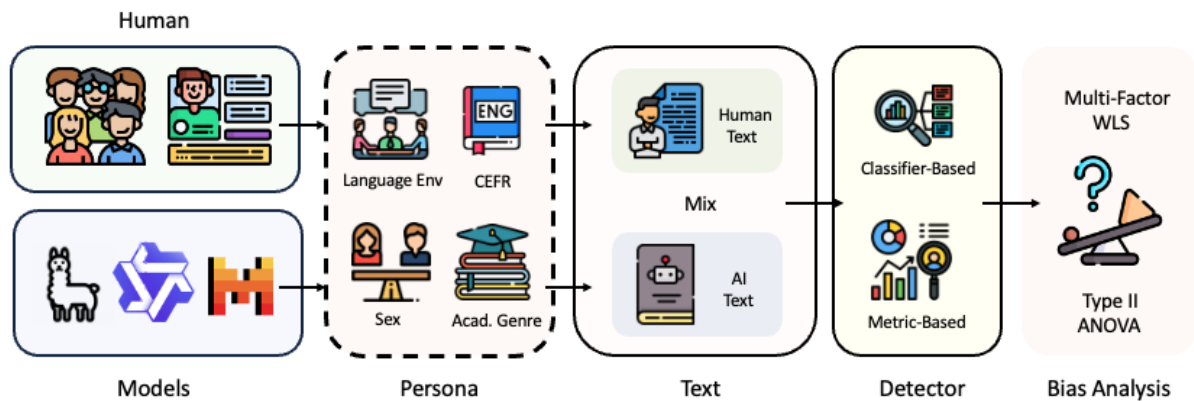 Human
Models
Language Env
ENG
CEFR
Sex
Acad. Genre
Persona
Human
Text
Mix
AI
Text
Text
Classifier-Based
Metric-Based
Detector
Multi-Factor
WLS
?
Type II
ANOVA
Bias Analysis